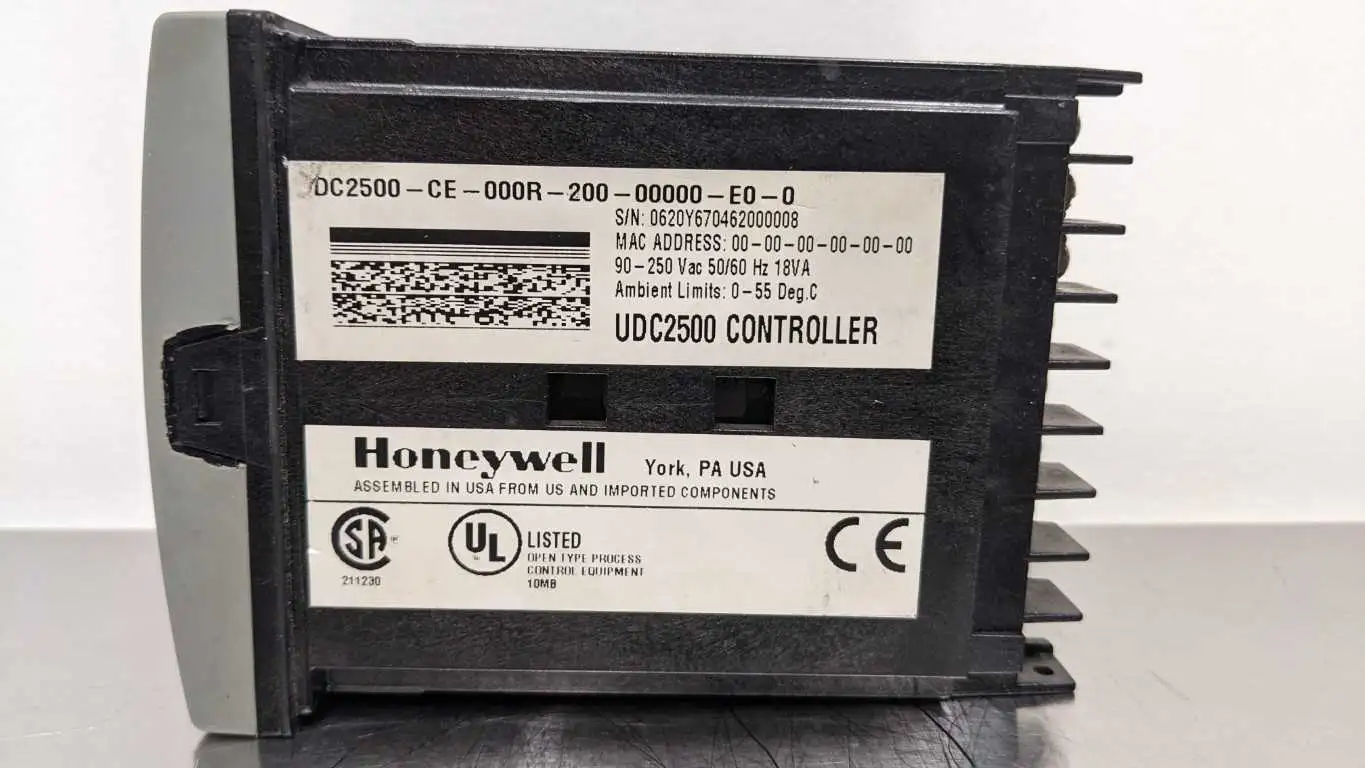 DC2500-CE-000R-200-00000-E0-0
S/N: 0620Y670462000008
MAC ADDRESS: 00-00-00-00-00-00
90-250 Vac 50/60 Hz 18VA
Ambient Limits: 0-55 Deg.C
UDC2500 CONTROLLER
Honeywell York, PA USA
ASSEMBLED IN USA FROM US AND IMPORTED COMPONENTS
CSA ®
211230
UL LISTED
OPEN TYPE PROCESS
CONTROL EQUIPMENT
10MB
CE